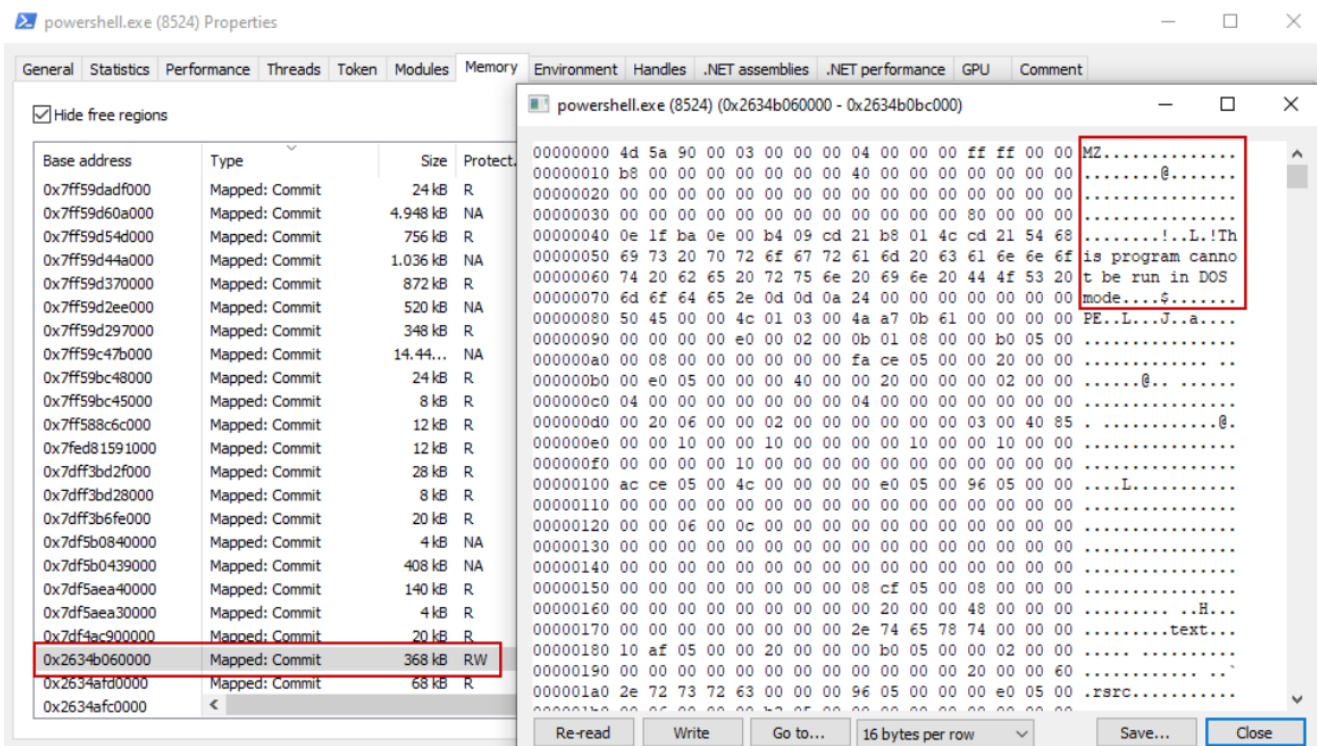 powershell.exe (8524) Properties
General Statistics Performance Threads Token Modules Memory Environment Handles .NET assemblies .NET performance GPU Comment
Hide free regions
Base address Type Size Protect.
0x7ff59dadf000 Mapped: Commit 24 kB R
0x7ff59d60a000 Mapped: Commit 4.948 kB NA
0x7ff59d54d000 Mapped: Commit 756 kB R
0x7ff59d44a000 Mapped: Commit 1.036 kB NA
0x7ff59d370000 Mapped: Commit 872 kB R
0x7ff59d2ee000 Mapped: Commit 520 kB NA
0x7ff59d297000 Mapped: Commit 348 kB R
0x7ff59c47b000 Mapped: Commit 14.44... NA
0x7ff59bc48000 Mapped: Commit 24 kB R
0x7ff59bc45000 Mapped: Commit 8 kB R
0x7ff588c6c000 Mapped: Commit 12 kB R
0x7fed81591000 Mapped: Commit 12 kB R
0x7dff3bd2f000 Mapped: Commit 28 kB R
0x7dff3bd28000 Mapped: Commit 8 kB R
0x7dff3b6fe000 Mapped: Commit 20 kB R
0x7df5b0840000 Mapped: Commit 4 kB NA
0x7df5b0439000 Mapped: Commit 408 kB NA
0x7df5aea40000 Mapped: Commit 140 kB R
0x7df5aea30000 Mapped: Commit 4 kB R
0x7df4ac900000 Mapped: Commit 20 kB R
0x2634b060000 Mapped: Commit 368 kB RW
0x2634afd0000 Mapped: Commit 68 kB R
0x2634afc0000
powershell.exe (8524) (0x2634b060000 - 0x2634b0bc000)
00000000 4d 5a 90 00 03 00 00 00 04 00 00 00 ff ff 00 00 MZ..............
00000010 b8 00 00 00 00 00 00 00 40 00 00 00 00 00 00 00 ........@.......
00000020 00 00 00 00 00 00 00 00 00 00 00 00 00 00 00 00 ................
00000030 00 00 00 00 00 00 00 00 00 00 00 00 80 00 00 00 ................
00000040 0e 1f ba 0e 00 b4 09 cd 21 b8 01 4c cd 21 54 68 ........!..L.!Th
00000050 69 73 20 70 72 6f 67 72 61 6d 20 63 61 6e 6e 6f is program canno
00000060 74 20 62 65 20 72 75 6e 20 69 6e 20 44 4f 53 20 t be run in DOS
00000070 6d 6f 64 65 2e 0d 0d 0a 24 00 00 00 00 00 00 00 mode....$.......
00000080 50 45 00 00 4c 01 03 00 4a a7 0b 61 00 00 00 00 PE..L...J..a....
00000090 00 00 00 00 e0 00 02 00 0b 01 08 00 00 b0 05 00 ................
000000a0 00 08 00 00 00 00 00 00 fa ce 05 00 00 20 00 00 ............. ..
000000b0 00 e0 05 00 00 00 40 00 00 20 00 00 00 02 00 00 ......@.. ......
000000c0 04 00 00 00 00 00 00 00 04 00 00 00 00 00 00 00 ................
000000d0 00 20 06 00 00 02 00 00 00 00 00 00 03 00 40 85 . ............@.
000000e0 00 00 10 00 00 10 00 00 00 00 10 00 00 10 00 00 ................
000000f0 00 00 00 00 10 00 00 00 00 00 00 00 00 00 00 00 ................
00000100 ac ce 05 00 4c 00 00 00 00 e0 05 00 96 05 00 00 ....L...........
00000110 00 00 00 00 00 00 00 00 00 00 00 00 00 00 00 00 ................
00000120 00 00 06 00 0c 00 00 00 00 00 00 00 00 00 00 00 ................
00000130 00 00 00 00 00 00 00 00 00 00 00 00 00 00 00 00 ................
00000140 00 00 00 00 00 00 00 00 00 00 00 00 00 00 00 00 ................
00000150 00 00 00 00 00 00 00 00 08 cf 05 00 08 00 00 00 ................
00000160 00 00 00 00 00 00 00 00 00 20 00 00 48 00 00 00 ......... ..H...
00000170 00 00 00 00 00 00 00 00 2e 74 65 78 74 00 00 00 .........text...
00000180 10 af 05 00 00 20 00 00 00 b0 05 00 00 02 00 00 ..... ..........
00000190 00 00 00 00 00 00 00 00 00 00 00 00 20 00 00 60 ............ ..`
000001a0 2e 72 73 72 63 00 00 00 96 05 00 00 00 e0 05 00 .rsrc...........
Re-read Write Go to... 16 bytes per row Save... Close